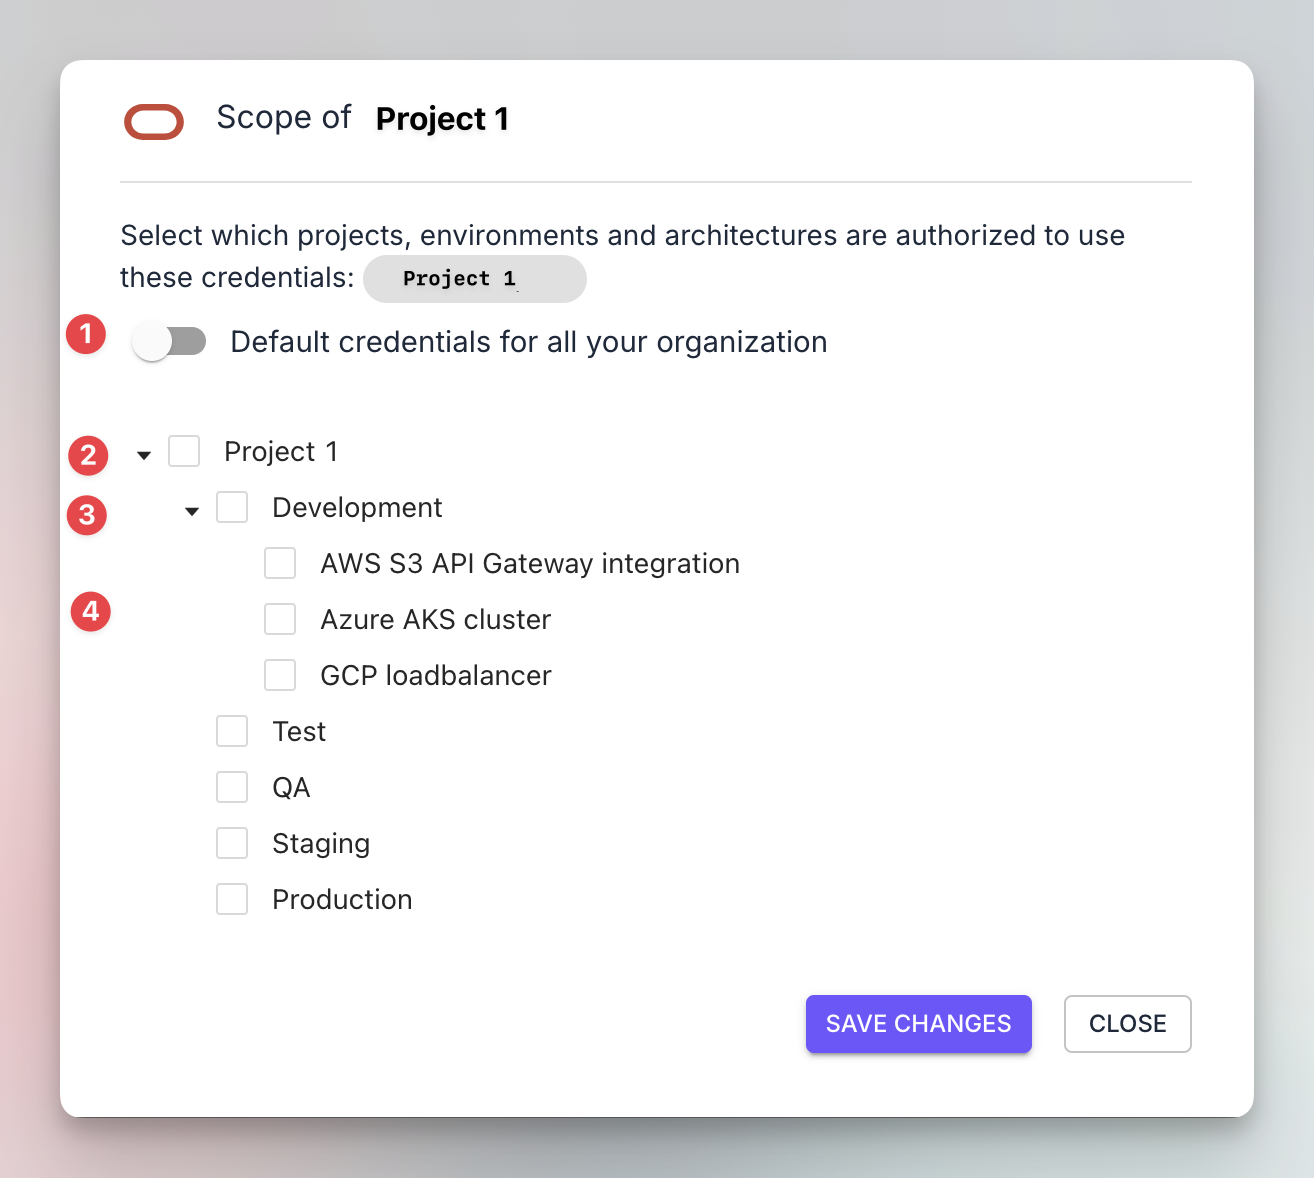 Scope of Project 1
Select which projects, environments and architectures are authorized to use
these credentials: Project 1
1 Default credentials for all your organization
2 Project 1
3 Development
AWS S3 API Gateway integration
4 Azure AKS cluster
GCP loadbalancer
Test
QA
Staging
Production
SAVE CHANGES CLOSE